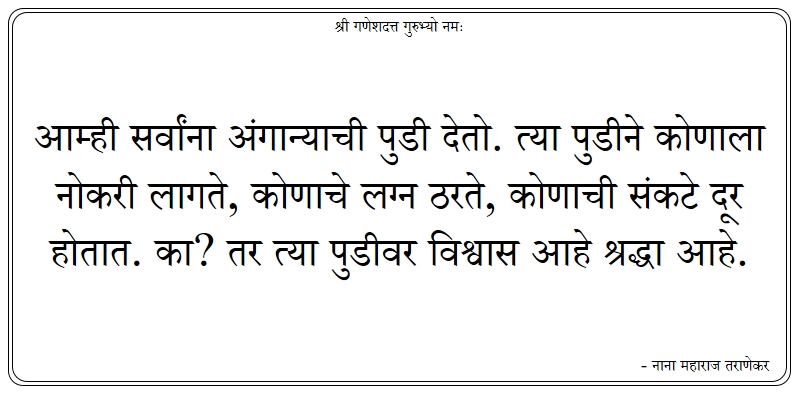 श्री गणेशदत्त गुरुभ्यो नमः
आम्ही सर्वांना अंगान्याची पुडी देतो. त्या पुडीने कोणाला
नोकरी लागते, कोणाचे लग्न ठरते, कोणाची संकटे दूर
होतात. का? तर त्या पुडीवर विश्वास आहे श्रद्धा आहे.
- नाना महाराज तराणेकर